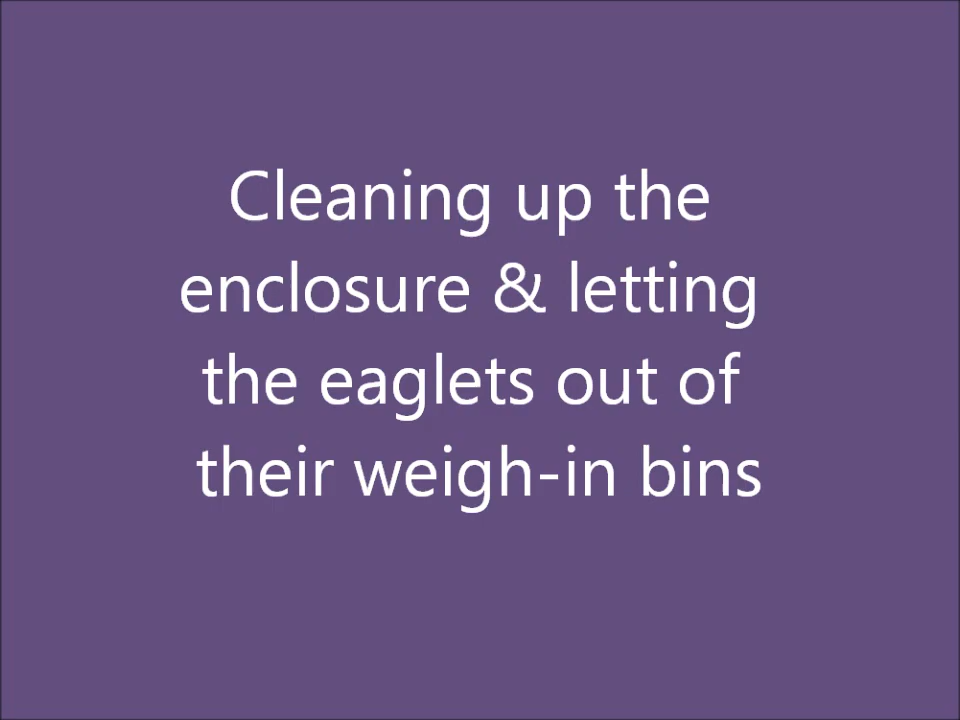 Cleaning up the
enclosure & letting
the eaglets out of
their weigh-in bins